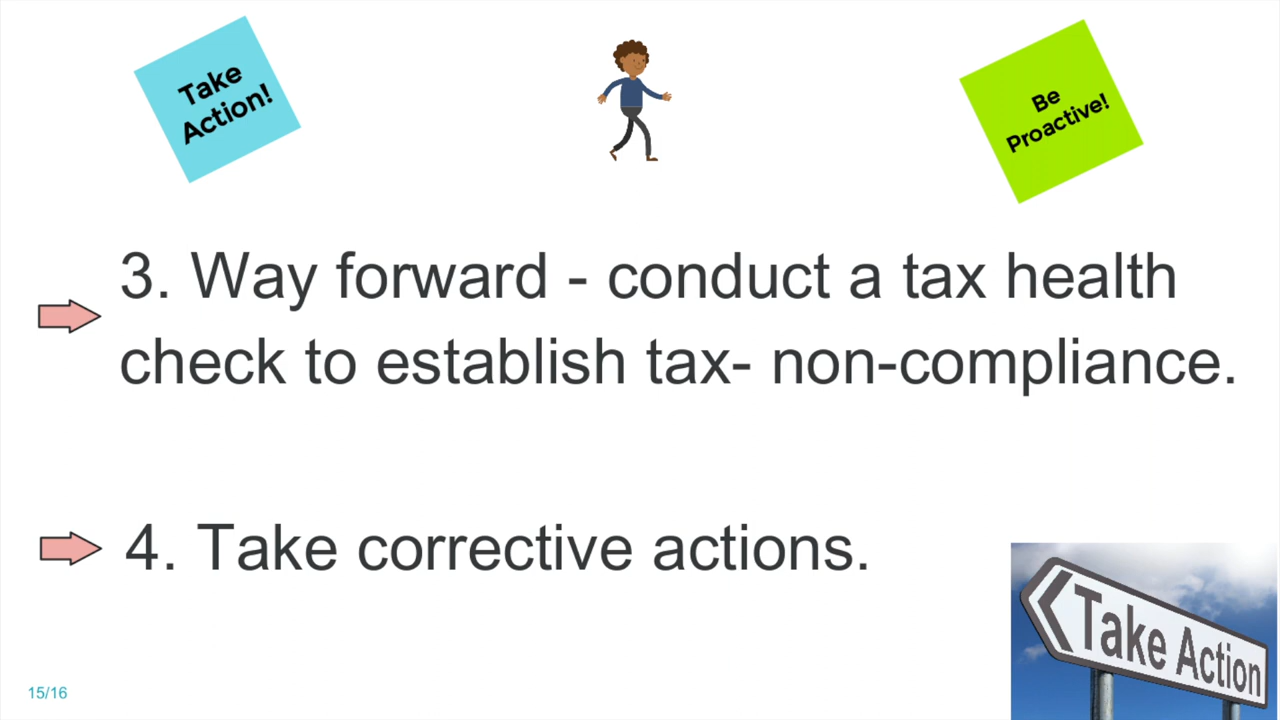 Take
Action!
Be
Proactive!
3. Way forward - conduct a tax health
check to establish tax- non-compliance.
4. Take corrective actions.
Take Action
15/16